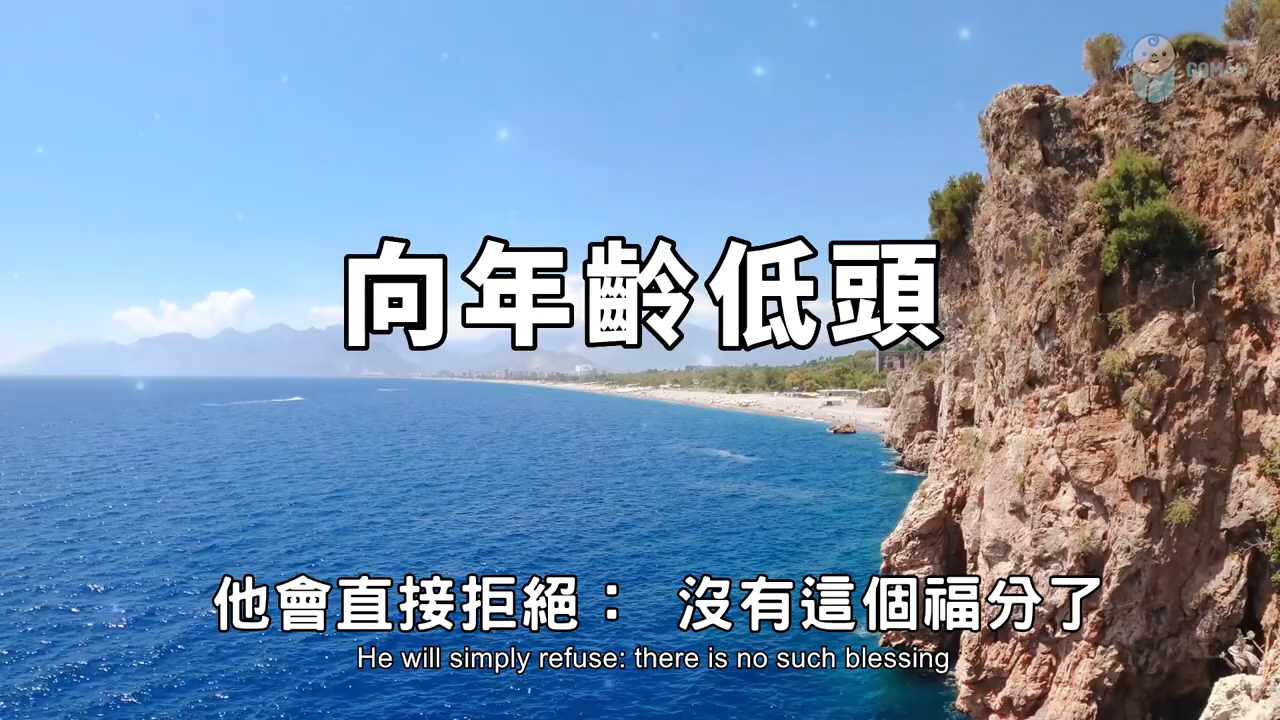 GOMAN
向年齡低頭
他會直接拒絕： 沒有這個福分了
He will simply refuse: there is no such blessing